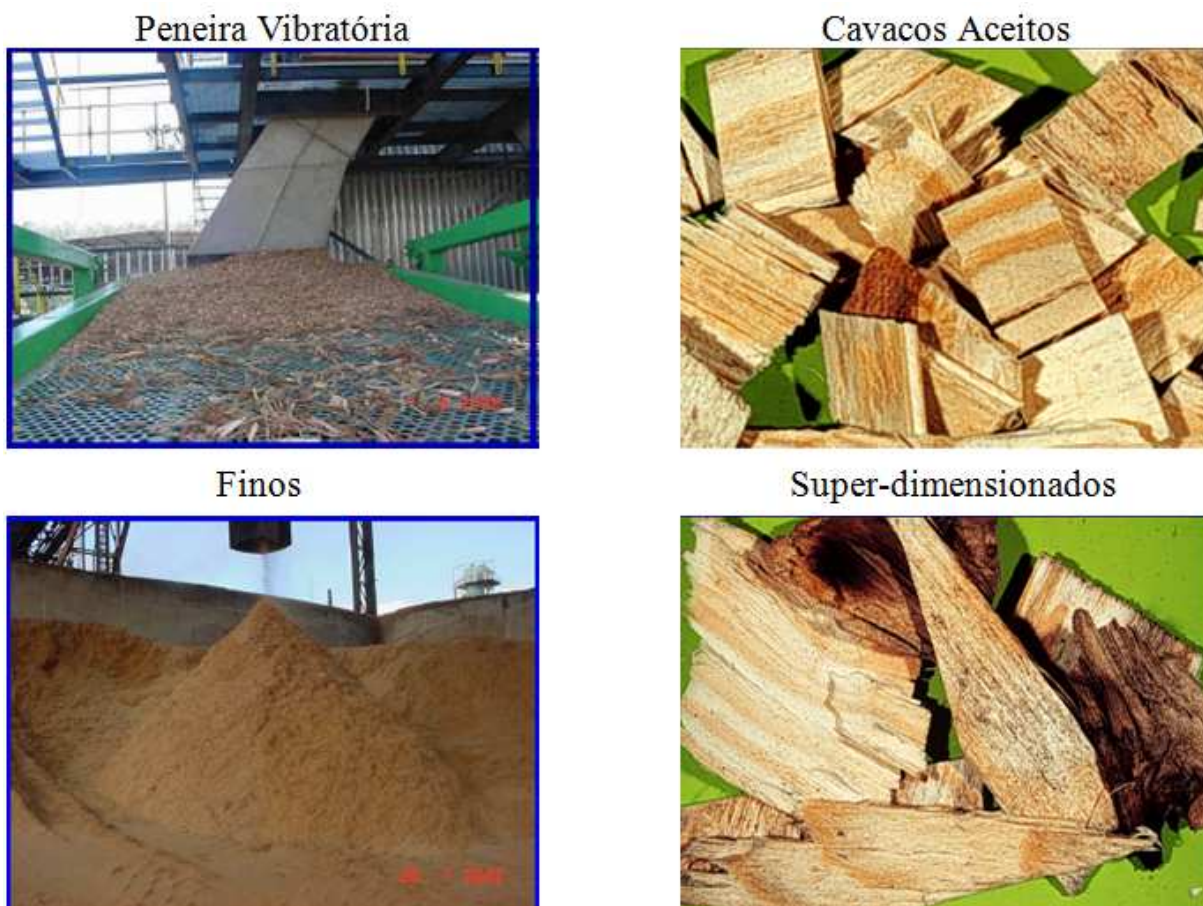 Peneira Vibratória
Cavacos Aceitos
Finos
Super-dimensionados